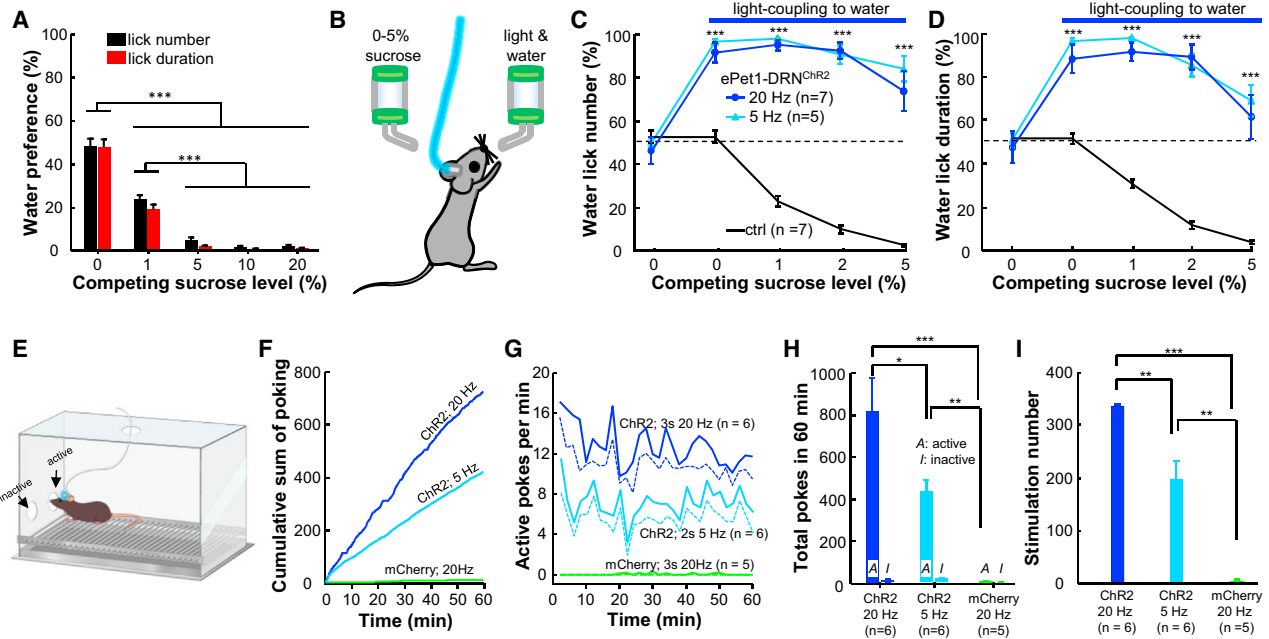 A
Water preference (%)
100
80
60
40
20
0
lick number
lick duration
***
***
0 1 5 10 20
Competing sucrose level (%)
B
0-5%
sucrose
light &
water
C
light-coupling to water
Water lick number (%)
100
80
60
40
20
0
*** *** *** ***
ePet1-DRN^ChR2
20 Hz (n=7)
5 Hz (n=5)
ctrl (n =7)
0 0 1 2 5
Competing sucrose level (%)
D
light-coupling to water
Water lick duration (%)
100
80
60
40
20
0
*** *** *** ***
0 0 1 2 5
Competing sucrose level (%)
E
inactive
active
F
Cumulative sum of poking
800
600
400
200
0
ChR2; 20 Hz
ChR2; 5 Hz
mCherry; 20Hz
0 10 20 30 40 50 60
Time (min)
G
Active pokes per min
20
16
12
8
4
0
ChR2; 3s 20 Hz (n = 6)
ChR2; 2s 5 Hz (n = 6)
mCherry; 3s 20Hz (n = 5)
0 10 20 30 40 50 60
Time (min)
H
Total pokes in 60 min
1000
800
600
400
200
0
***
*
**
A: active
I: inactive
A I A I A I
ChR2 ChR2 mCherry
20 Hz 5 Hz 20 Hz
(n=6) (n=6) (n=5)
I
Stimulation number
400
300
200
100
0
***
**
**
ChR2 ChR2 mCherry
20 Hz 5 Hz 20 Hz
(n = 6) (n = 6) (n =5)